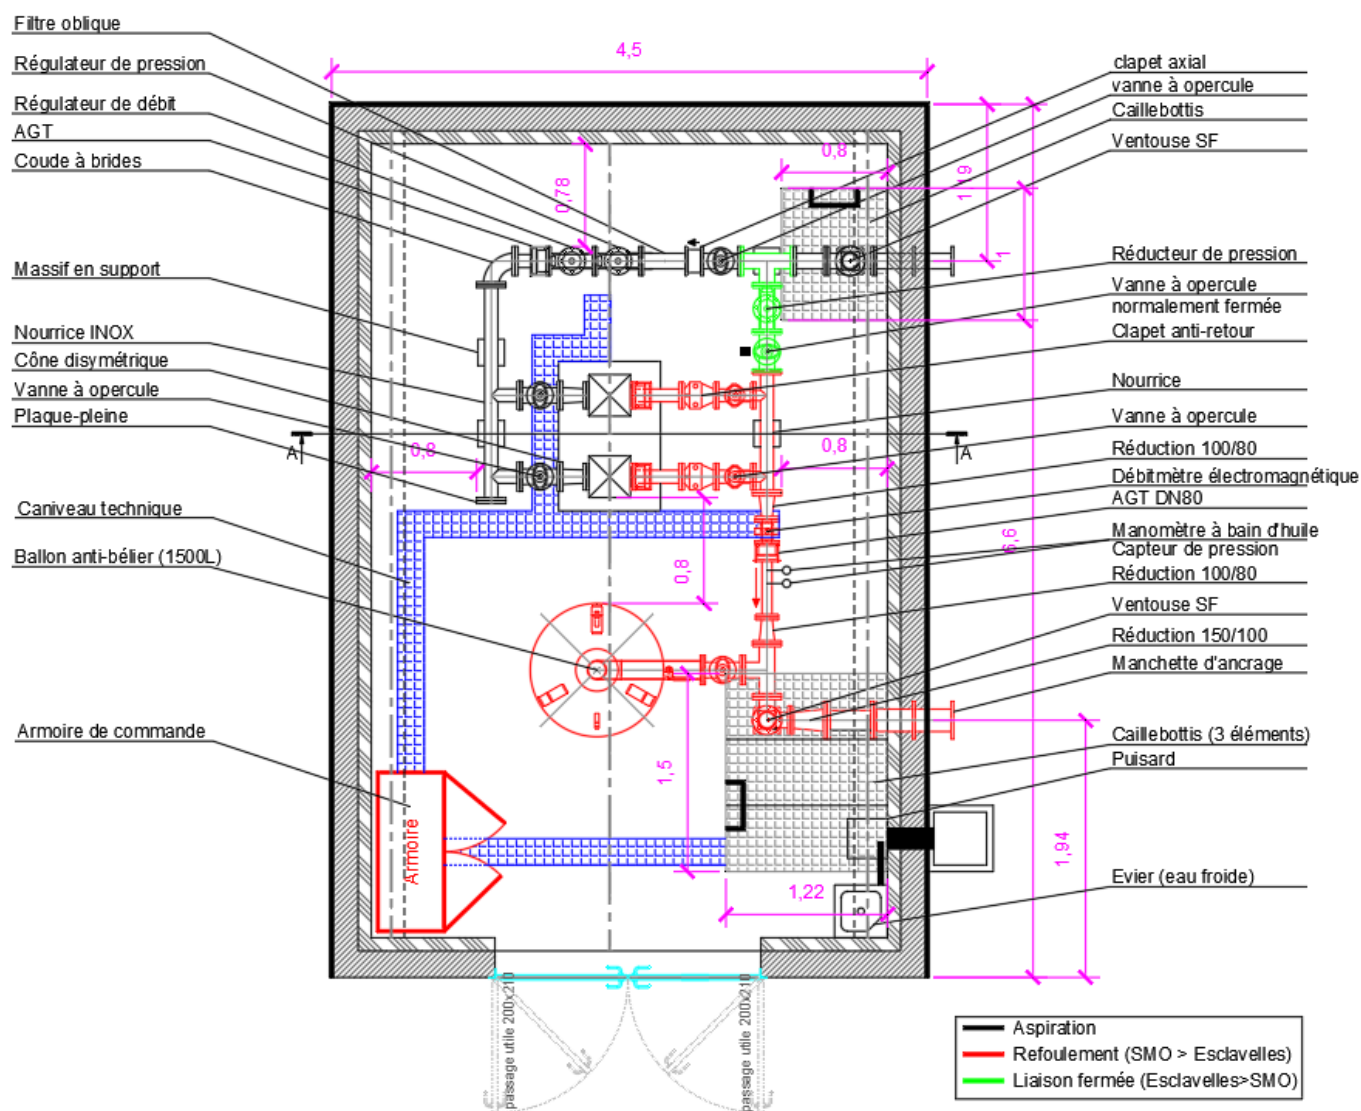 Filtre oblique
Régulateur de pression
Régulateur de débit
AGT
Coude à brides
Massif en support
Nourrice INOX
Cône disymétrique
Vanne à opercule
Plaque-pleine
Caniveau technique
Ballon anti-bélier (1500L)
Armoire de commande
4,5
0,78
0,8
1,9
1
0,8
0,8
6,6
0,8
1,5
1,22
1,94
A
A
Armoire
passage utile 200x210
passage utile 200x210
clapet axial
vanne à opercule
Caillebottis
Ventouse SF
Réducteur de pression
Vanne à opercule
normalement fermée
Clapet anti-retour
Nourrice
Vanne à opercule
Réduction 100/80
Débitmètre électromagnétique
AGT DN80
Manomètre à bain d'huile
Capteur de pression
Réduction 100/80
Ventouse SF
Réduction 150/100
Manchette d'ancrage
Caillebottis (3 éléments)
Puisard
Evier (eau froide)
Aspiration
Refoulement (SMO > Esclavelles)
Liaison fermée (Esclavelles>SMO)